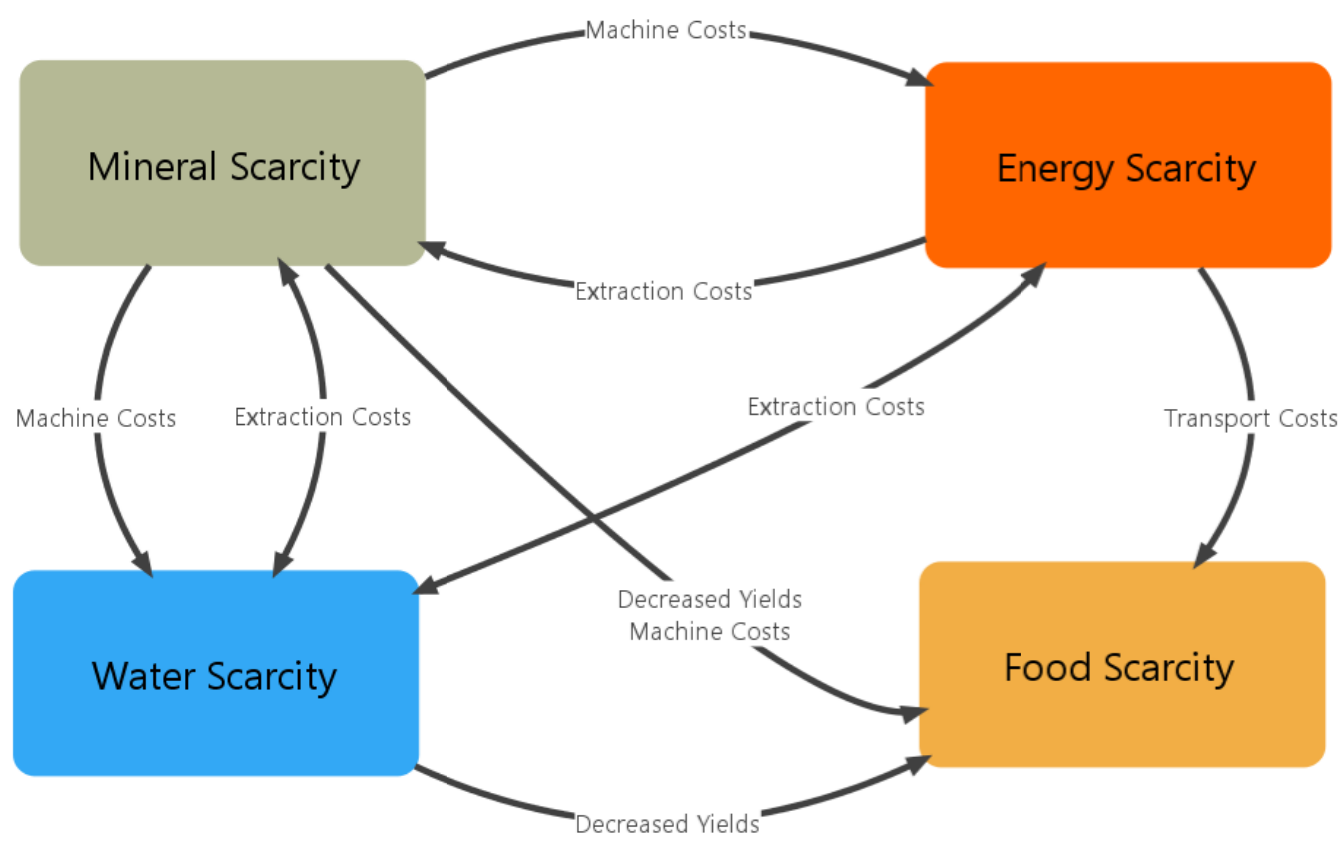 Machine Costs
Mineral Scarcity
Energy Scarcity
Extraction Costs
Machine Costs
Extraction Costs
Extraction Costs
Transport Costs
Decreased Yields
Machine Costs
Water Scarcity
Food Scarcity
Decreased Yields